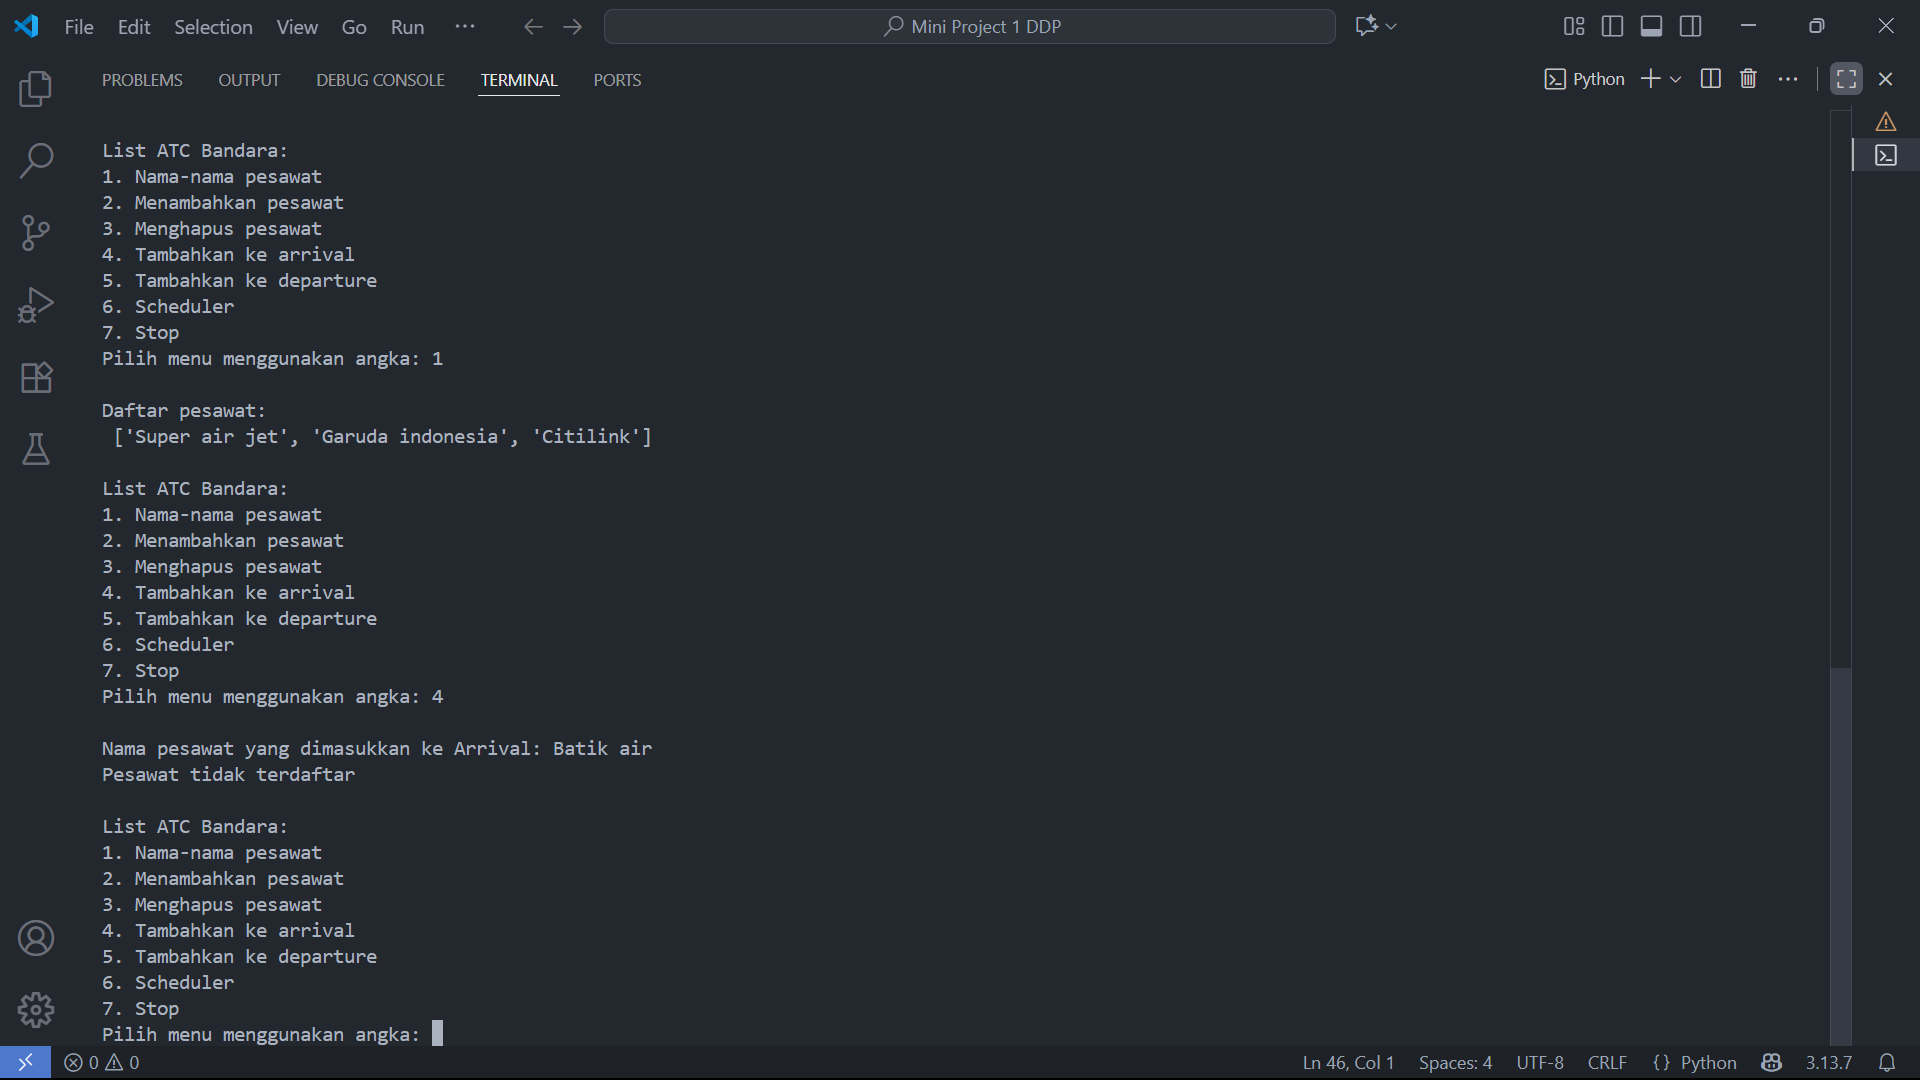 File Edit Selection View Go Run ··· Mini Project 1 DDP
PROBLEMS OUTPUT DEBUG CONSOLE TERMINAL PORTS Python
List ATC Bandara:
1. Nama-nama pesawat
2. Menambahkan pesawat
3. Menghapus pesawat
4. Tambahkan ke arrival
5. Tambahkan ke departure
6. Scheduler
7. Stop
Pilih menu menggunakan angka: 1
Daftar pesawat:
['Super air jet', 'Garuda indonesia', 'Citilink']
List ATC Bandara:
1. Nama-nama pesawat
2. Menambahkan pesawat
3. Menghapus pesawat
4. Tambahkan ke arrival
5. Tambahkan ke departure
6. Scheduler
7. Stop
Pilih menu menggunakan angka: 4
Nama pesawat yang dimasukkan ke Arrival: Batik air
Pesawat tidak terdaftar
List ATC Bandara:
1. Nama-nama pesawat
2. Menambahkan pesawat
3. Menghapus pesawat
4. Tambahkan ke arrival
5. Tambahkan ke departure
6. Scheduler
7. Stop
Pilih menu menggunakan angka:
0 0 Ln 46, Col 1 Spaces: 4 UTF-8 CRLF {} Python 3.13.7